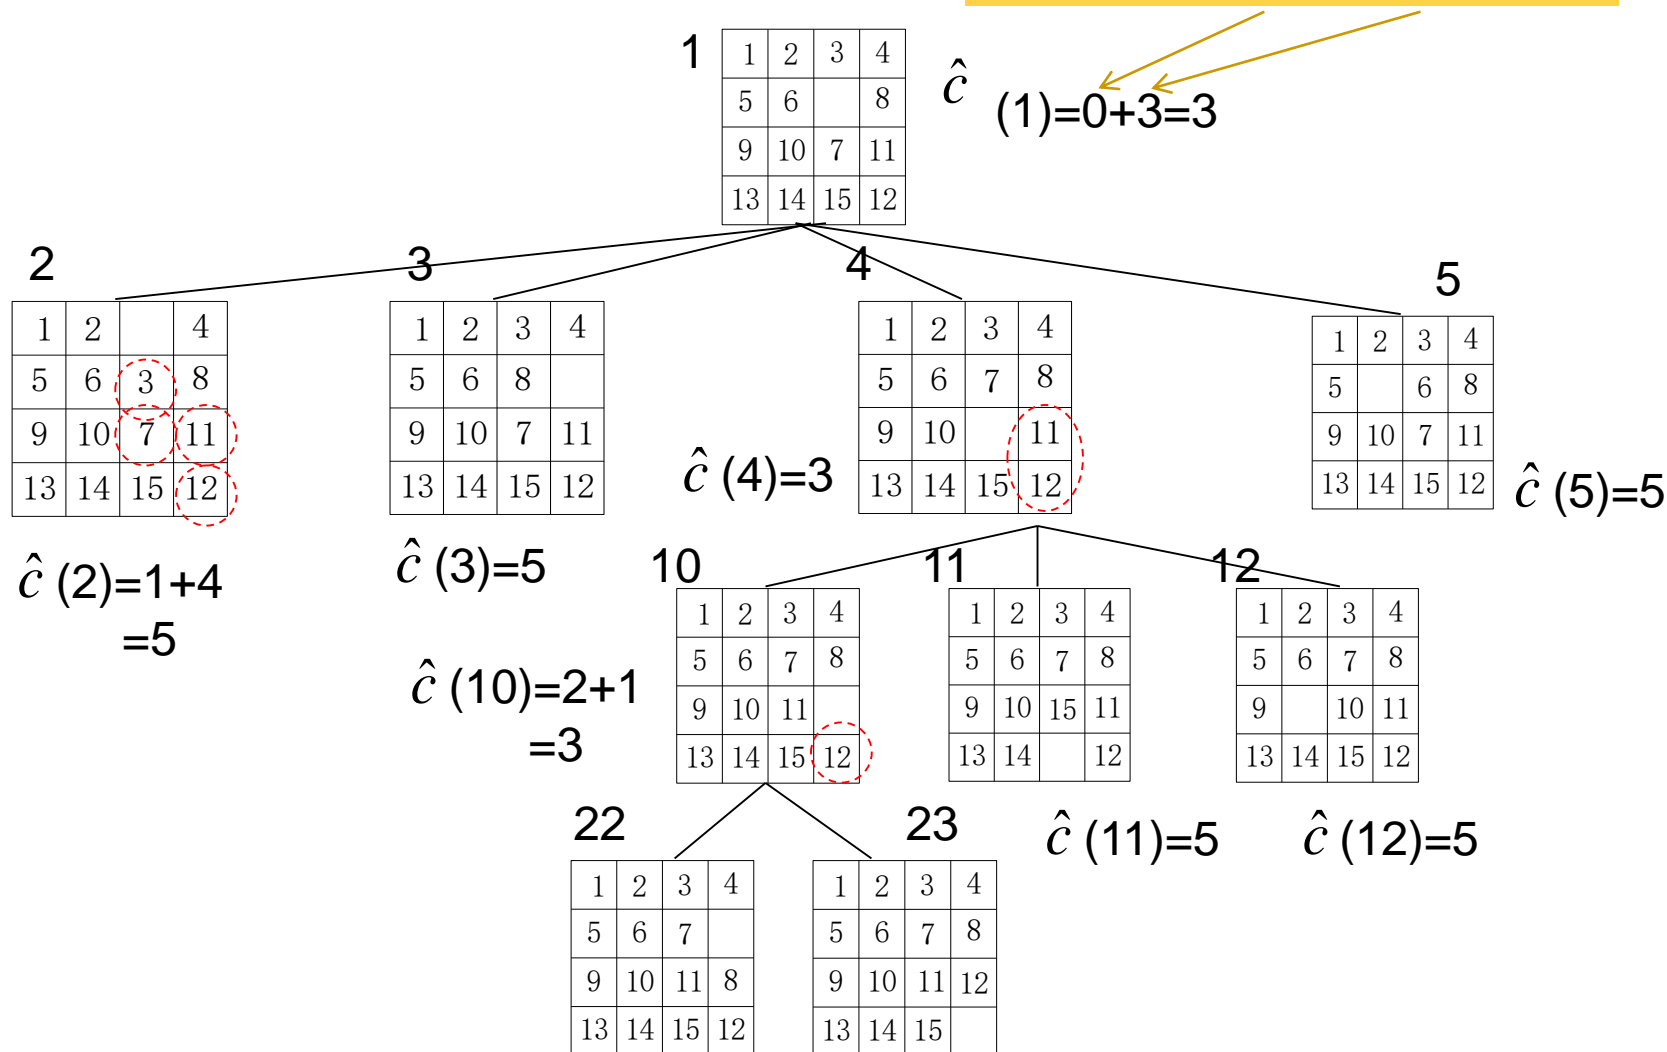 1
1 2 3 4
5 6 8
9 10 7 11
13 14 15 12
ĉ (1)=0+3=3
2
1 2 4
5 6 3 8
9 10 7 11
13 14 15 12
ĉ (2)=1+4
=5
3
1 2 3 4
5 6 8
9 10 7 11
13 14 15 12
ĉ (3)=5
4
1 2 3 4
5 6 7 8
9 10 11
13 14 15 12
ĉ (4)=3
5
1 2 3 4
5 6 8
9 10 7 11
13 14 15 12
ĉ (5)=5
10
1 2 3 4
5 6 7 8
9 10 11
13 14 15 12
ĉ (10)=2+1
=3
11
1 2 3 4
5 6 7 8
9 10 15 11
13 14 12
ĉ (11)=5
12
1 2 3 4
5 6 7 8
9 10 11
13 14 15 12
ĉ (12)=5
22
1 2 3 4
5 6 7
9 10 11 8
13 14 15 12
23
1 2 3 4
5 6 7 8
9 10 11 12
13 14 15